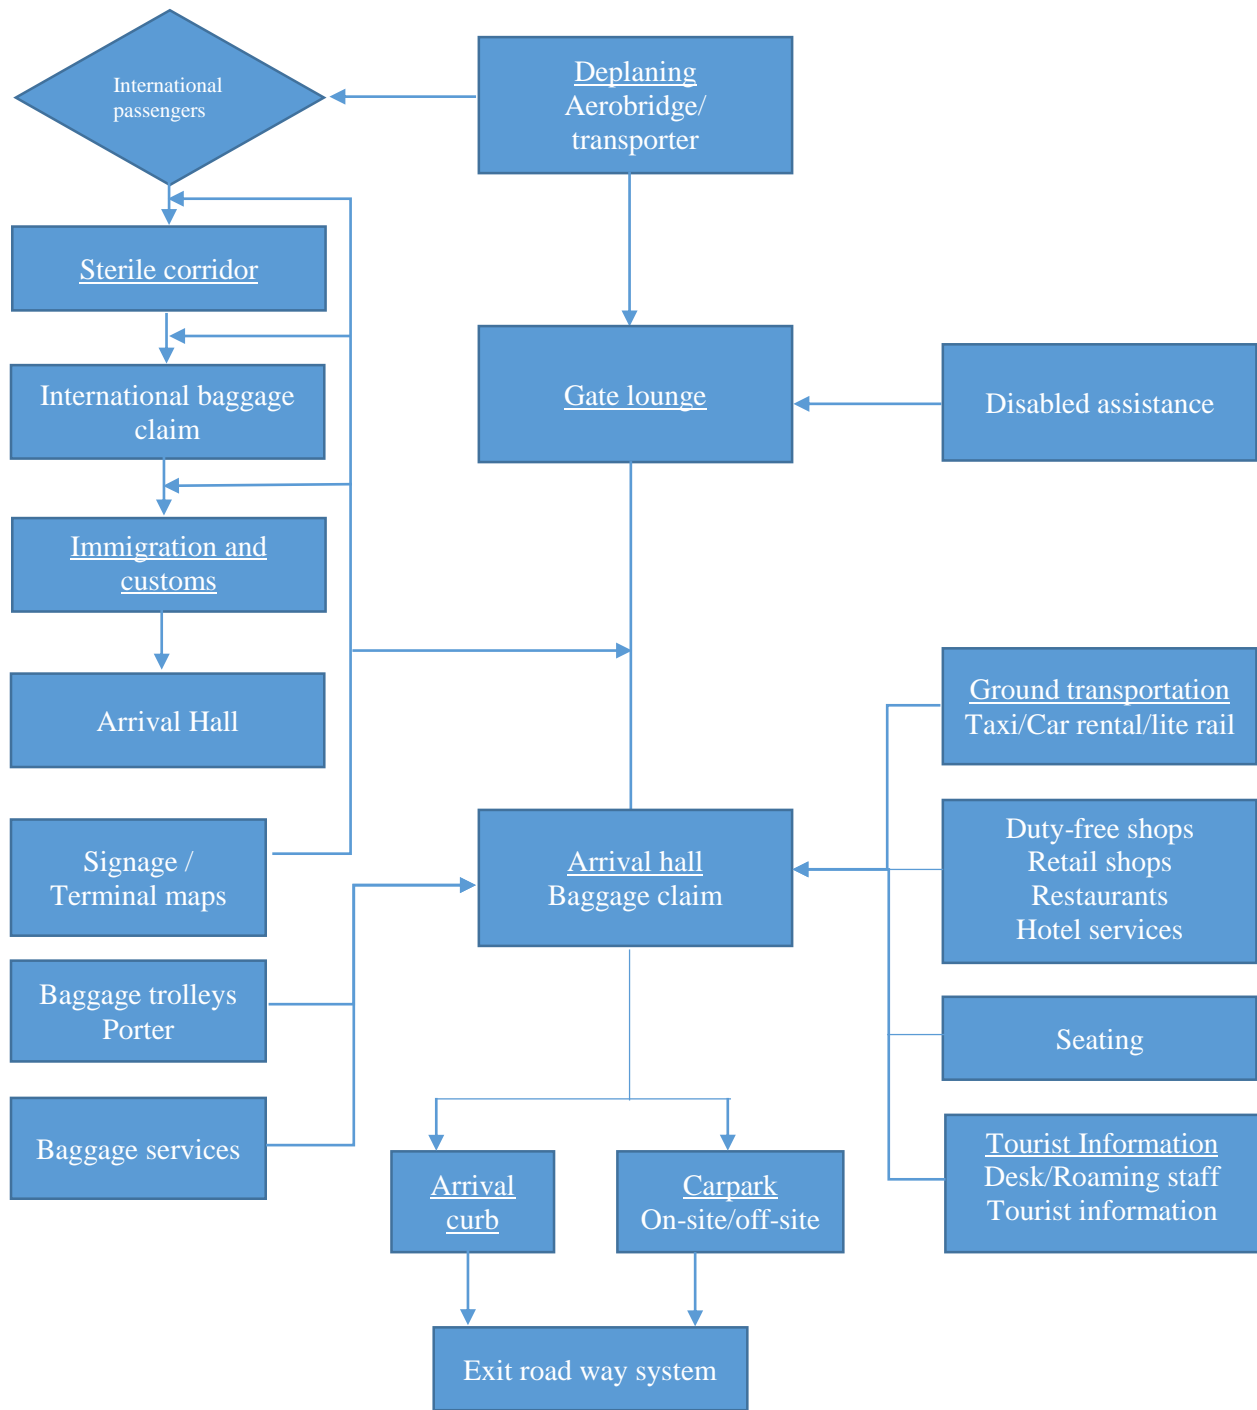 International
passengers
Deplaning
Aerobridge/
transporter
Sterile corridor
International baggage
claim
Gate lounge
Disabled assistance
Immigration and
customs
Arrival Hall
Ground transportation
Taxi/Car rental/lite rail
Signage /
Terminal maps
Arrival hall
Baggage claim
Duty-free shops
Retail shops
Restaurants
Hotel services
Baggage trolleys
Porter
Seating
Baggage services
Arrival
curb
Carpark
On-site/off-site
Tourist Information
Desk/Roaming staff
Tourist information
Exit road way system